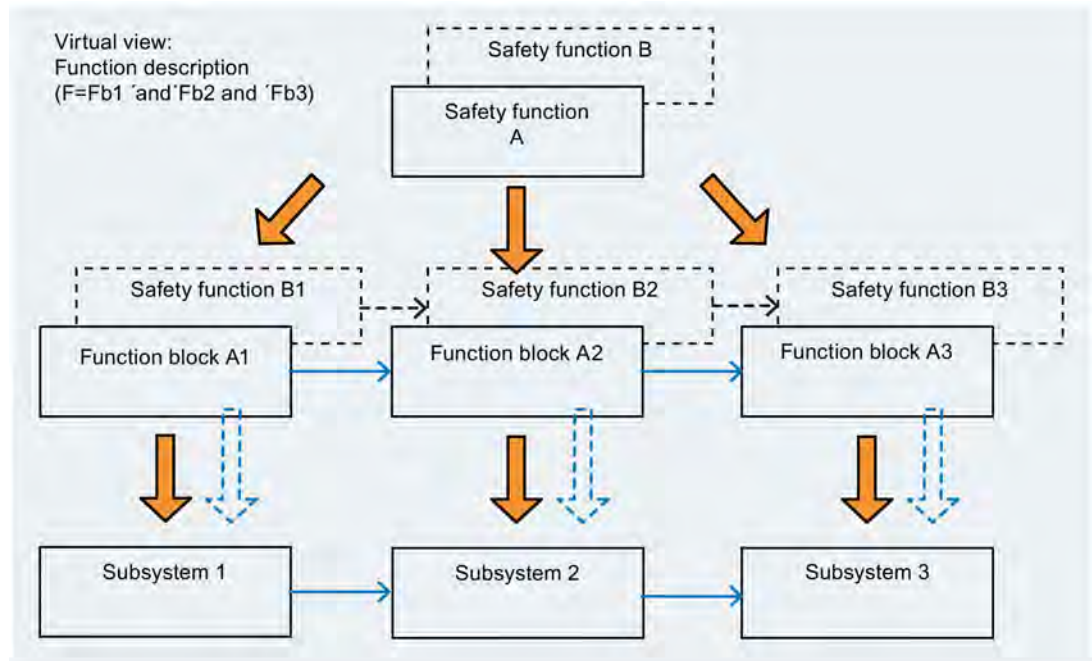 Virtual view:
Function description
(F=Fb1 ´and´Fb2 and ´Fb3)
Safety function B
Safety function
A
Safety function B1
Safety function B2
Safety function B3
Function block A1
Function block A2
Function block A3
Subsystem 1
Subsystem 2
Subsystem 3